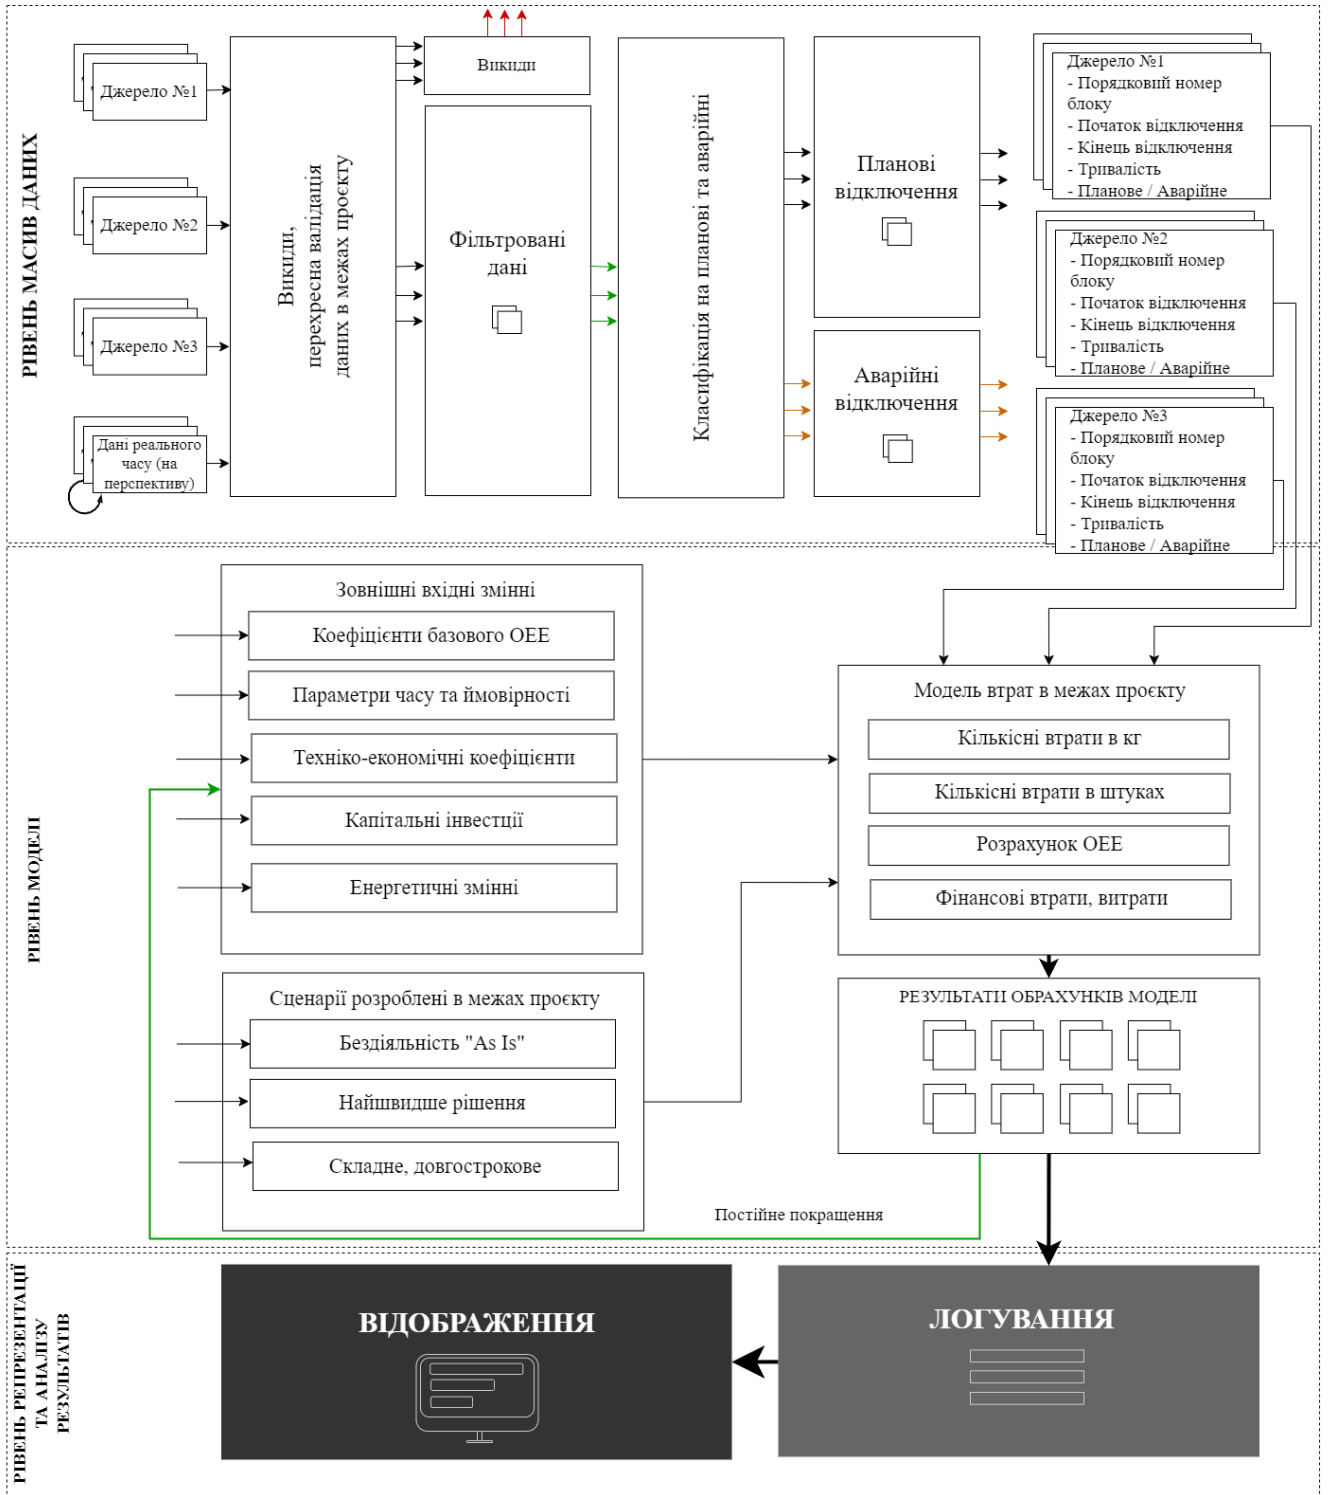 РІВЕНЬ МАСИВ ДАНИХ
Джерело №1
Джерело №2
Джерело №3
Дані реального
часу (на
перспективу)
Викиди,
перехресна валідація
даних в межах проєкту
Викиди
Фільтровані
дані
Класифікація на планові та аварійні
Планові
відключення
Аварійні
відключення
Джерело №1
- Порядковий номер
блоку
- Початок відключення
- Кінець відключення
- Тривалість
- Планове / Аварійне
Джерело №2
- Порядковий номер
блоку
- Початок відключення
- Кінець відключення
- Тривалість
- Планове / Аварійне
Джерело №3
- Порядковий номер
блоку
- Початок відключення
- Кінець відключення
- Тривалість
- Планове / Аварійне
РІВЕНЬ МОДЕЛІ
Зовнішні вхідні змінні
Коефіцієнти базового ОЕЕ
Параметри часу та ймовірності
Техніко-економічні коефіцієнти
Капітальні інвестції
Енергетичні змінні
Сценарії розроблені в межах проєкту
Бездіяльність "As Is"
Найшвидше рішення
Складне, довгострокове
Модель втрат в межах проєкту
Кількісні втрати в кг
Кількісні втрати в штуках
Розрахунок ОЕЕ
Фінансові втрати, витрати
РЕЗУЛЬТАТИ ОБРАХУНКІВ МОДЕЛІ
Постійне покращення
РІВЕНЬ РЕПРЕЗЕНТАЦІЇ
ТА АНАЛІЗУ
РЕЗУЛЬТАТІВ
ВІДОБРАЖЕННЯ
ЛОГУВАННЯ